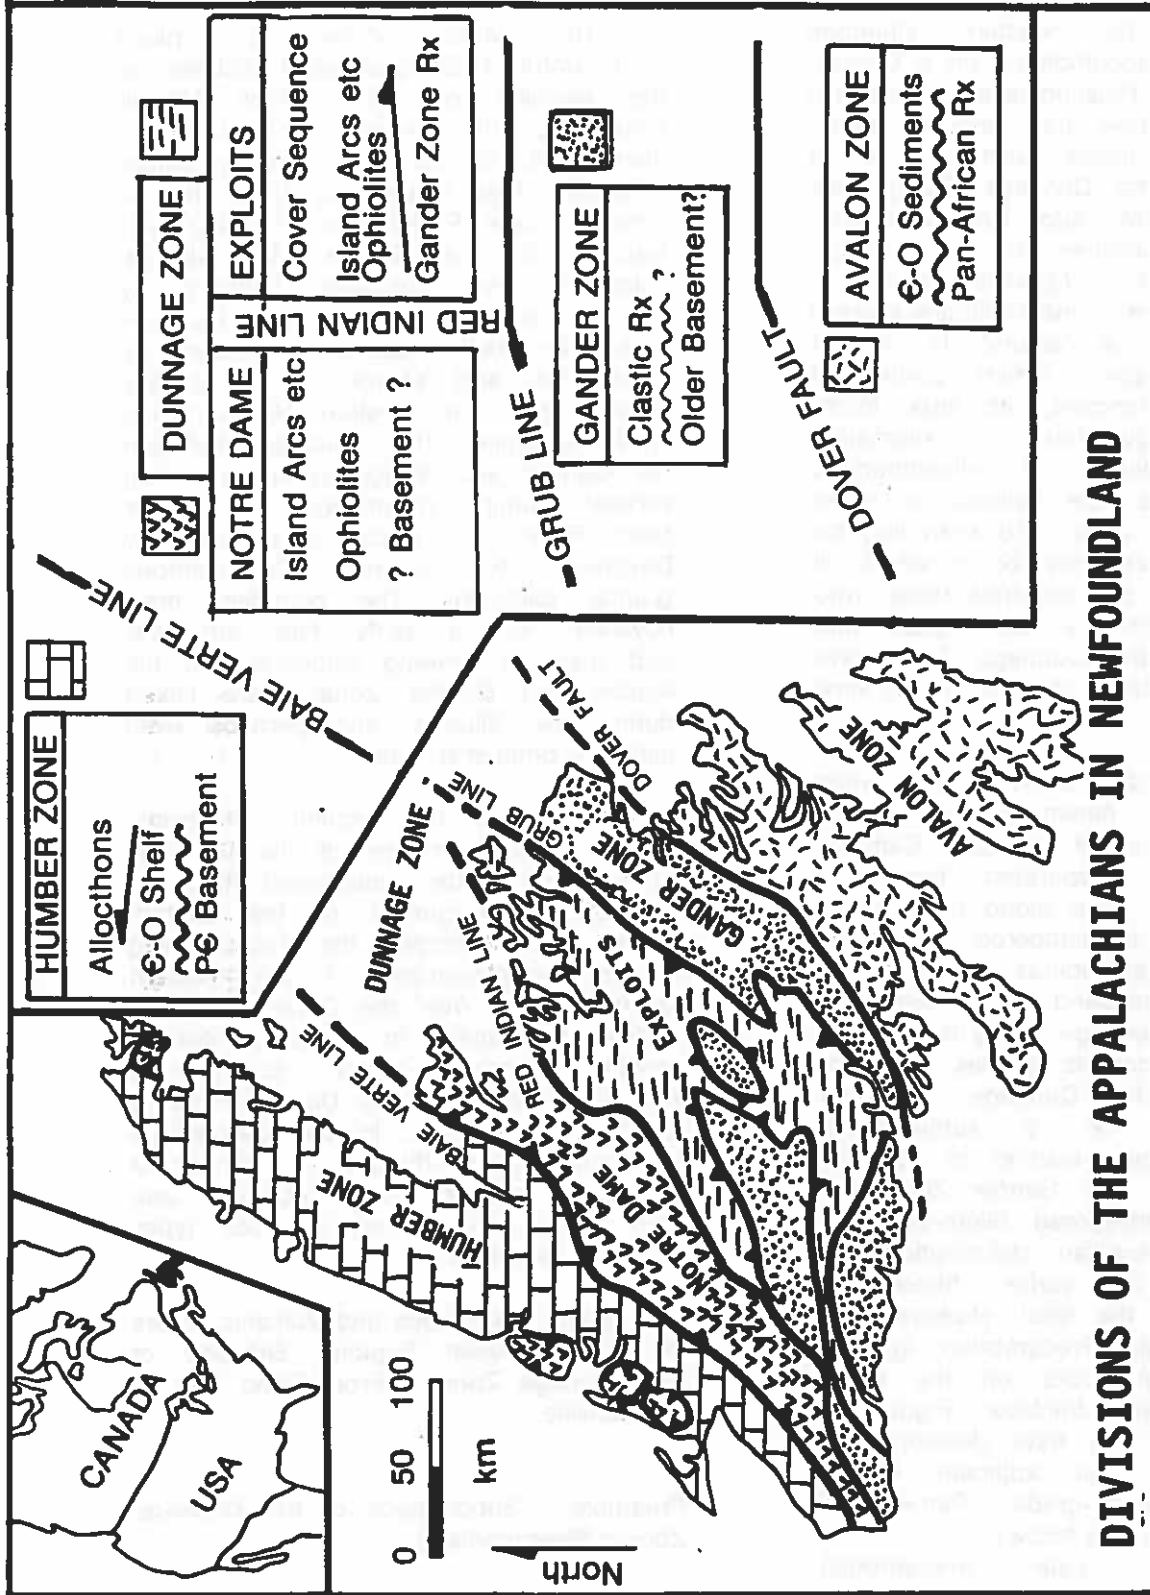 CANADA
USA
0 50 100
km
North
HUMBER ZONE
Allocthons
Є-O Shelf
pЄ Basement
BAIE VERTE LINE
DUNNAGE ZONE
NOTRE DAME
Island Arcs etc
Ophiolites
? Basement ?
RED INDIAN LINE
EXPLOITS
Cover Sequence
Island Arcs etc
Ophiolites
Gander Zone Rx
GRUB LINE
GANDER ZONE
Clastic Rx
?
Older Basement?
DOVER FAULT
AVALON ZONE
Є-O Sediments
Pan-African Rx
HUMBER ZONE
BAIE VERTE LINE
DUNNAGE ZONE
?
RED INDIAN LINE
GRUB LINE
DOVER FAULT
NOTRE DAME
EXPLOITS
GANDER ZONE
AVALON ZONE
DIVISIONS OF THE APPALACHIANS IN NEWFOUNDLAND